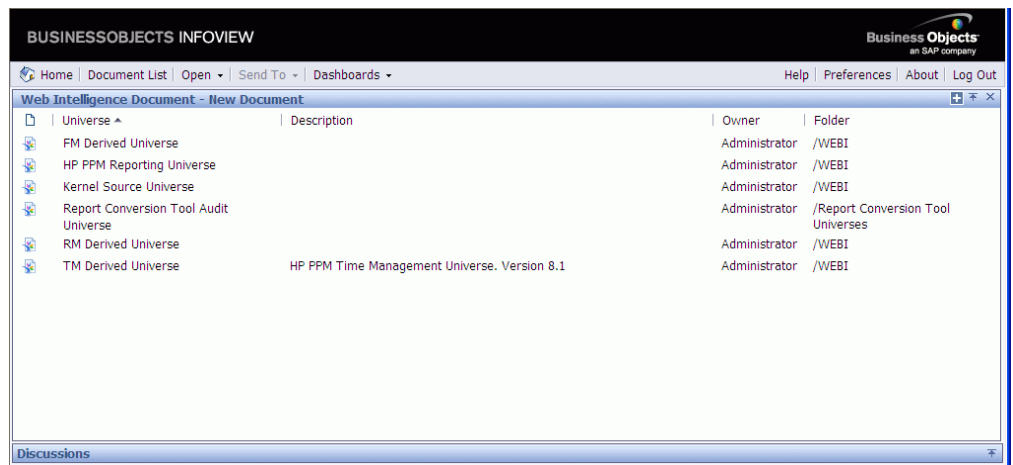 BUSINESSOBJECTS INFOVIEW
Business Objects
an SAP company
Home | Document List | Open | Send To | Dashboards
Help | Preferences | About | Log Out
Web Intelligence Document - New Document
Universe | Description | Owner | Folder
FM Derived Universe Administrator /WEBI
HP PPM Reporting Universe Administrator /WEBI
Kernel Source Universe Administrator /WEBI
Report Conversion Tool Audit Administrator /Report Conversion Tool
Universe Universes
RM Derived Universe Administrator /WEBI
TM Derived Universe HP PPM Time Management Universe. Version 8.1 Administrator /WEBI
Discussions